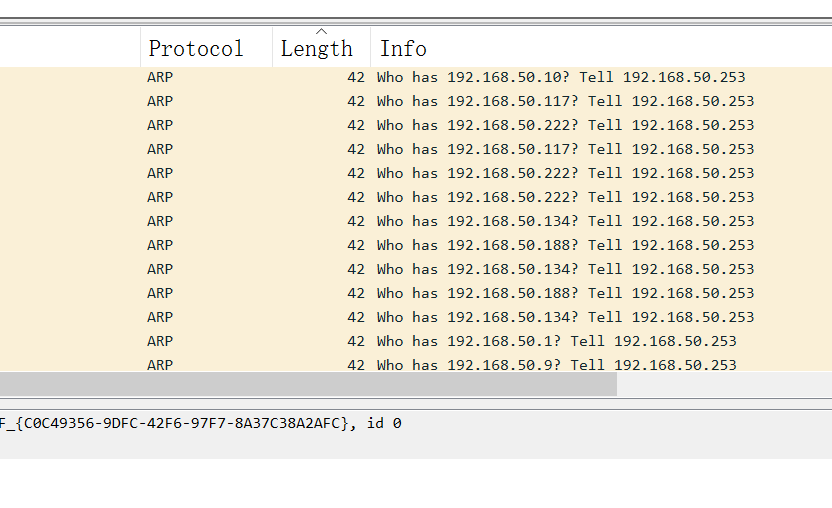 Protocol Length Info
ARP 42 Who has 192.168.50.10? Tell 192.168.50.253
ARP 42 Who has 192.168.50.117? Tell 192.168.50.253
ARP 42 Who has 192.168.50.222? Tell 192.168.50.253
ARP 42 Who has 192.168.50.117? Tell 192.168.50.253
ARP 42 Who has 192.168.50.222? Tell 192.168.50.253
ARP 42 Who has 192.168.50.222? Tell 192.168.50.253
ARP 42 Who has 192.168.50.134? Tell 192.168.50.253
ARP 42 Who has 192.168.50.188? Tell 192.168.50.253
ARP 42 Who has 192.168.50.134? Tell 192.168.50.253
ARP 42 Who has 192.168.50.188? Tell 192.168.50.253
ARP 42 Who has 192.168.50.134? Tell 192.168.50.253
ARP 42 Who has 192.168.50.1? Tell 192.168.50.253
ARP 42 Who has 192.168.50.9? Tell 192.168.50.253
F_{C0C49356-9DFC-42F6-97F7-8A37C38A2AFC}, id 0